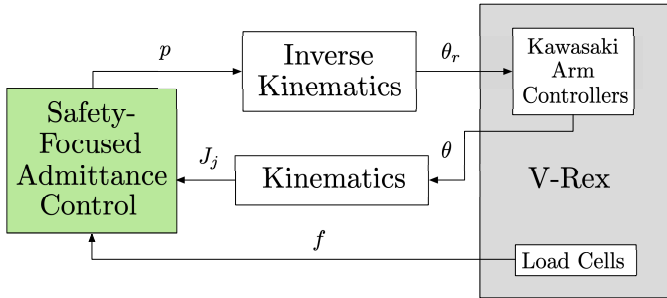 p
Inverse
Kinematics
θr
Kawasaki
Arm
Controllers
Safety-
Focused
Admittance
Control
Jj
Kinematics
θ
V-Rex
f
Load Cells